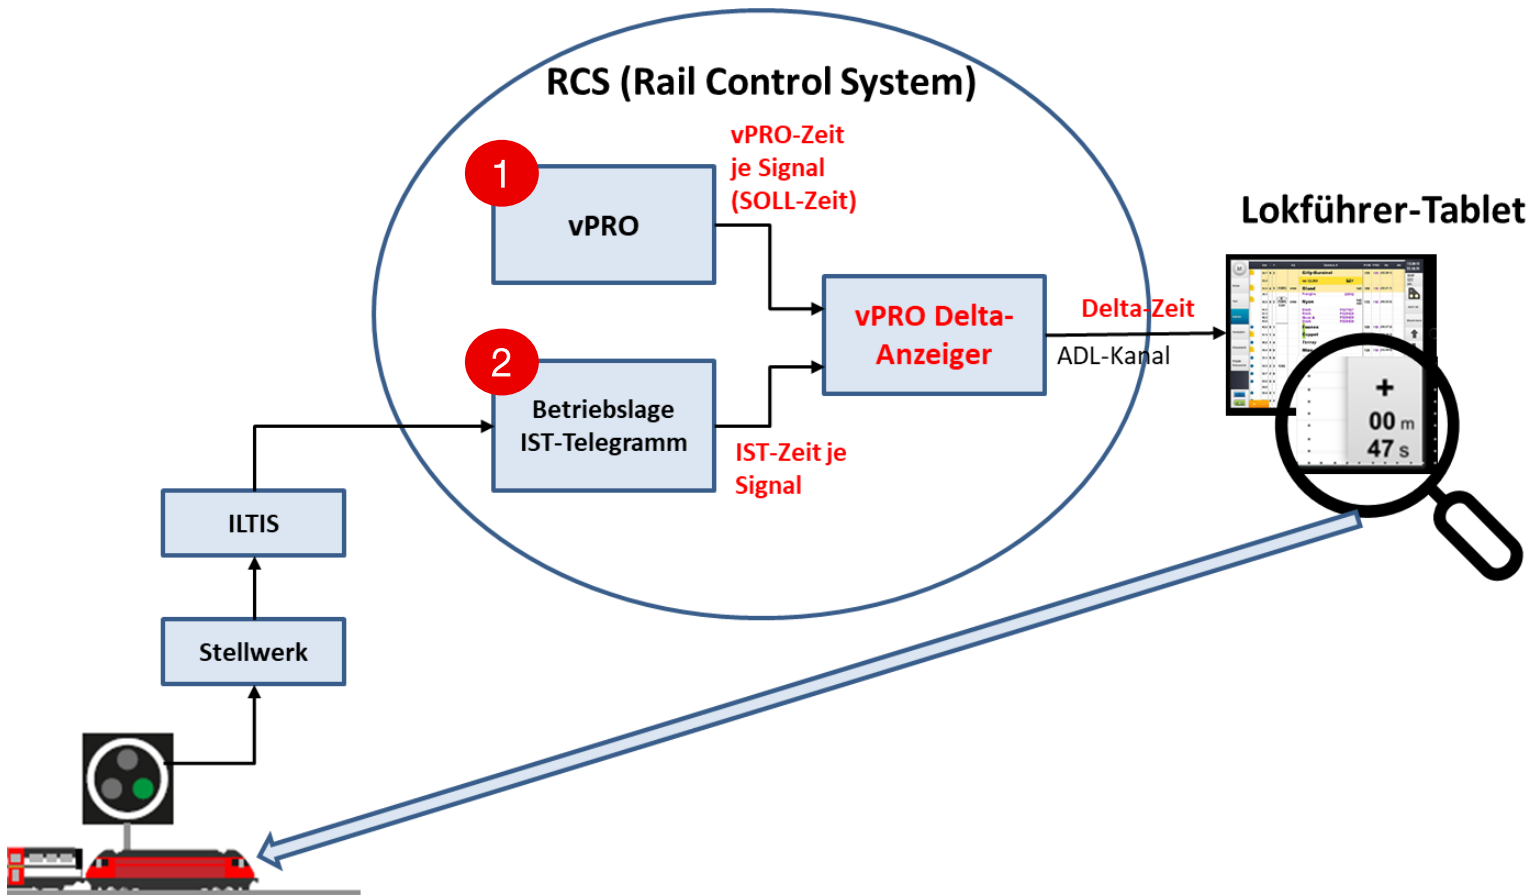 RCS (Rail Control System)
vPRO-Zeit
je Signal
(SOLL-Zeit)
1
vPRO
Lokführer-Tablet
vPRO Delta-
Anzeiger
Delta-Zeit
ADL-Kanal
2
Betriebslage
IST-Telegramm
IST-Zeit je
Signal
+
00 m
47 s
ILTIS
Stellwerk